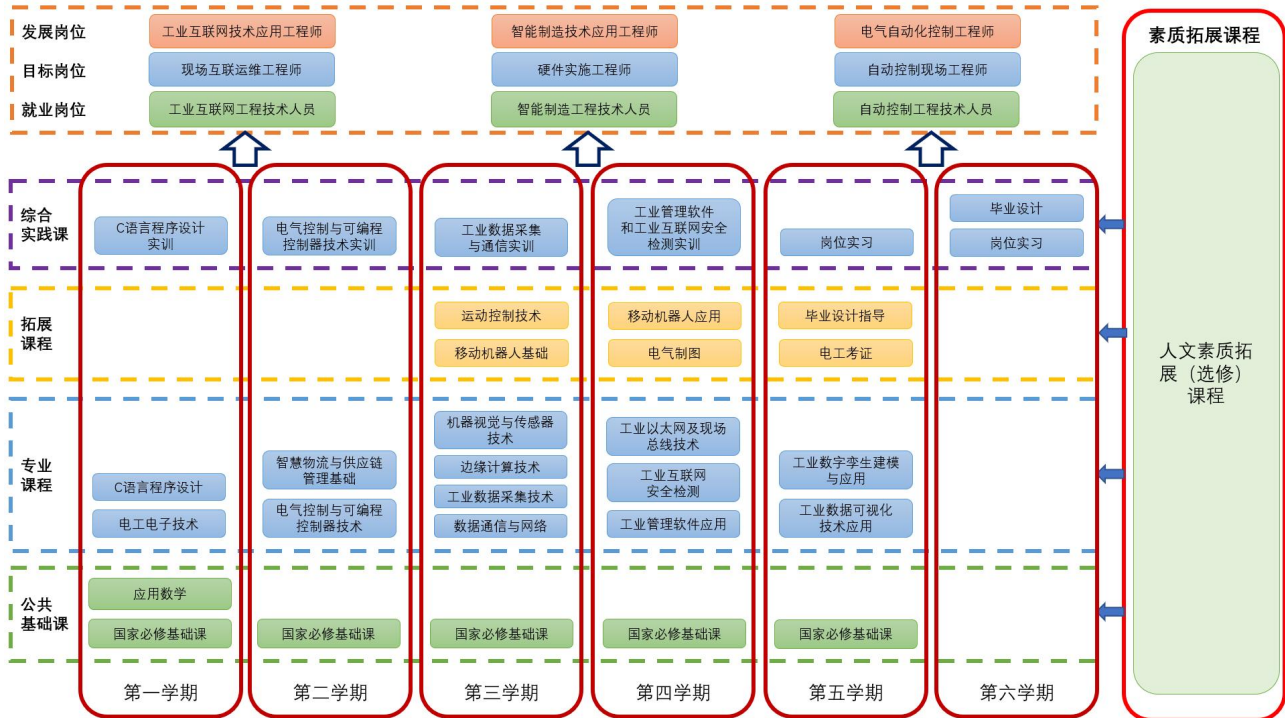 发展岗位
工业互联网技术应用工程师
智能制造技术应用工程师
电气自动化控制工程师
目标岗位
现场互联运维工程师
硬件实施工程师
自动控制现场工程师
就业岗位
工业互联网工程技术人员
智能制造工程技术人员
自动控制工程技术人员
综合
实践课
C语言程序设计
实训
电气控制与可编程
控制器技术实训
工业数据采集
与通信实训
工业管理软件
和工业互联网安全
检测实训
岗位实习
毕业设计
岗位实习
拓展
课程
运动控制技术
移动机器人基础
移动机器人应用
电气制图
毕业设计指导
电工考证
专业
课程
C语言程序设计
电工电子技术
智慧物流与供应链
管理基础
电气控制与可编程
控制器技术
机器视觉与传感器
技术
边缘计算技术
工业数据采集技术
数据通信与网络
工业以太网及现场
总线技术
工业互联网
安全检测
工业管理软件应用
工业数字孪生建模
与应用
工业数据可视化
技术应用
公共
基础课
应用数学
国家必修基础课
国家必修基础课
国家必修基础课
国家必修基础课
国家必修基础课
第一学期
第二学期
第三学期
第四学期
第五学期
第六学期
素质拓展课程
人文素质拓
展（选修）
课程